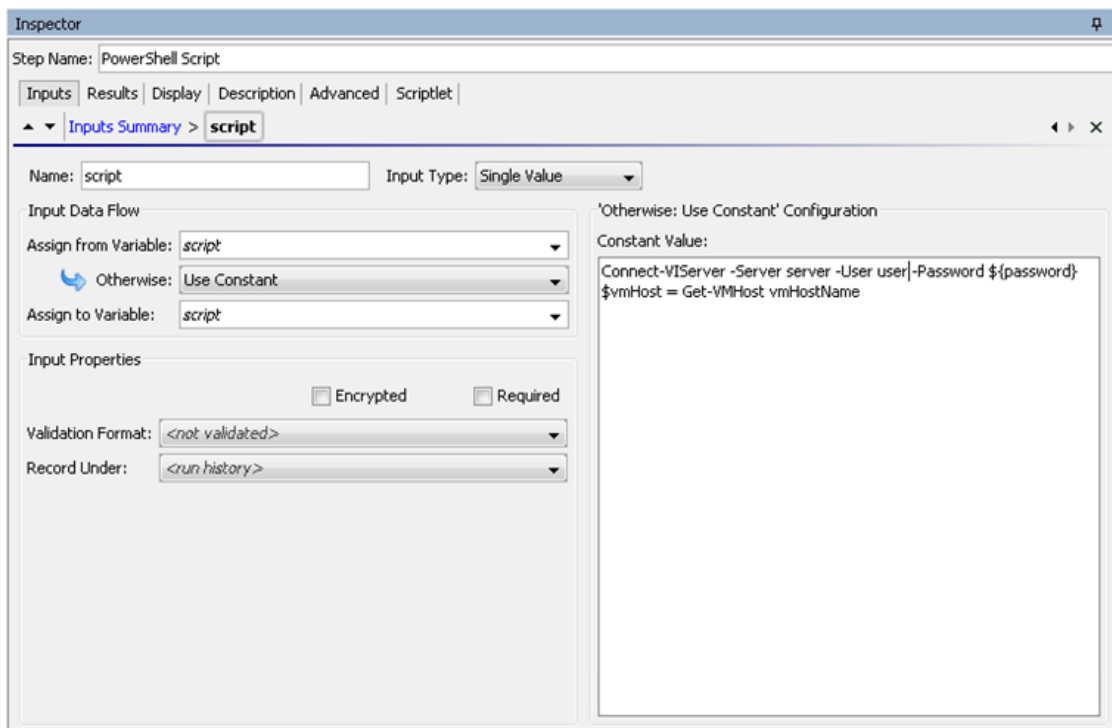 Inspector
Step Name: PowerShell Script
Inputs Results Display Description Advanced Scriptlet
Inputs Summary > script
Name: script Input Type: Single Value
Input Data Flow
Assign from Variable: script
Otherwise: Use Constant
Assign to Variable: script
Input Properties
Encrypted Required
Validation Format: <not validated>
Record Under: <run history>
'Otherwise: Use Constant' Configuration
Constant Value:
Connect-VIServer -Server server -User user -Password ${password}
$vmHost = Get-VMHost vmHostName